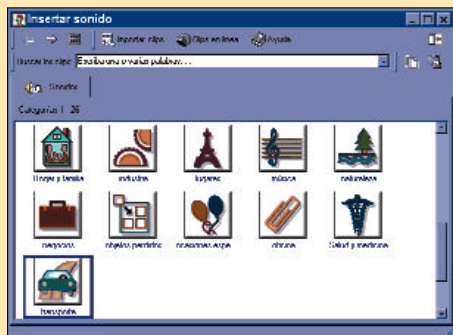 Insertar sonido
Importar clips Clips en línea Ayuda
Buscar los clips: Escriba una o varias palabras...
Sonidos
Categorías 1 - 26
Hogar y familia industria lugares música naturaleza
negocios objetos perdidos ocasiones espe... oficina Salud y medicina
transporte